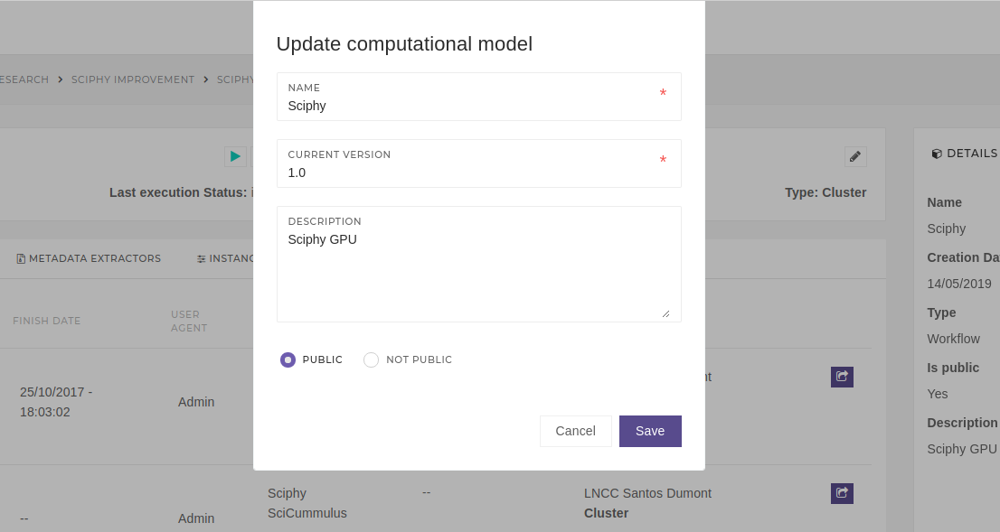 Update computational model
NAME
Sciphy
*
CURRENT VERSION
1.0
*
DESCRIPTION
Sciphy GPU
PUBLIC NOT PUBLIC
Cancel Save
ESEARCH > SCIPHY IMPROVEMENT > SCIPHY
Last execution Status:
Type: Cluster
METADATA EXTRACTORS INSTANC
FINISH DATE USER
AGENT
25/10/2017 -
18:03:02
Admin
nt
Sciphy -- LNCC Santos Dumont
SciCummulus Cluster
-- Admin
DETAILS
Name
Sciphy
Creation Da
14/05/2019
Type
Workflow
Is public
Yes
Description
Sciphy GPU